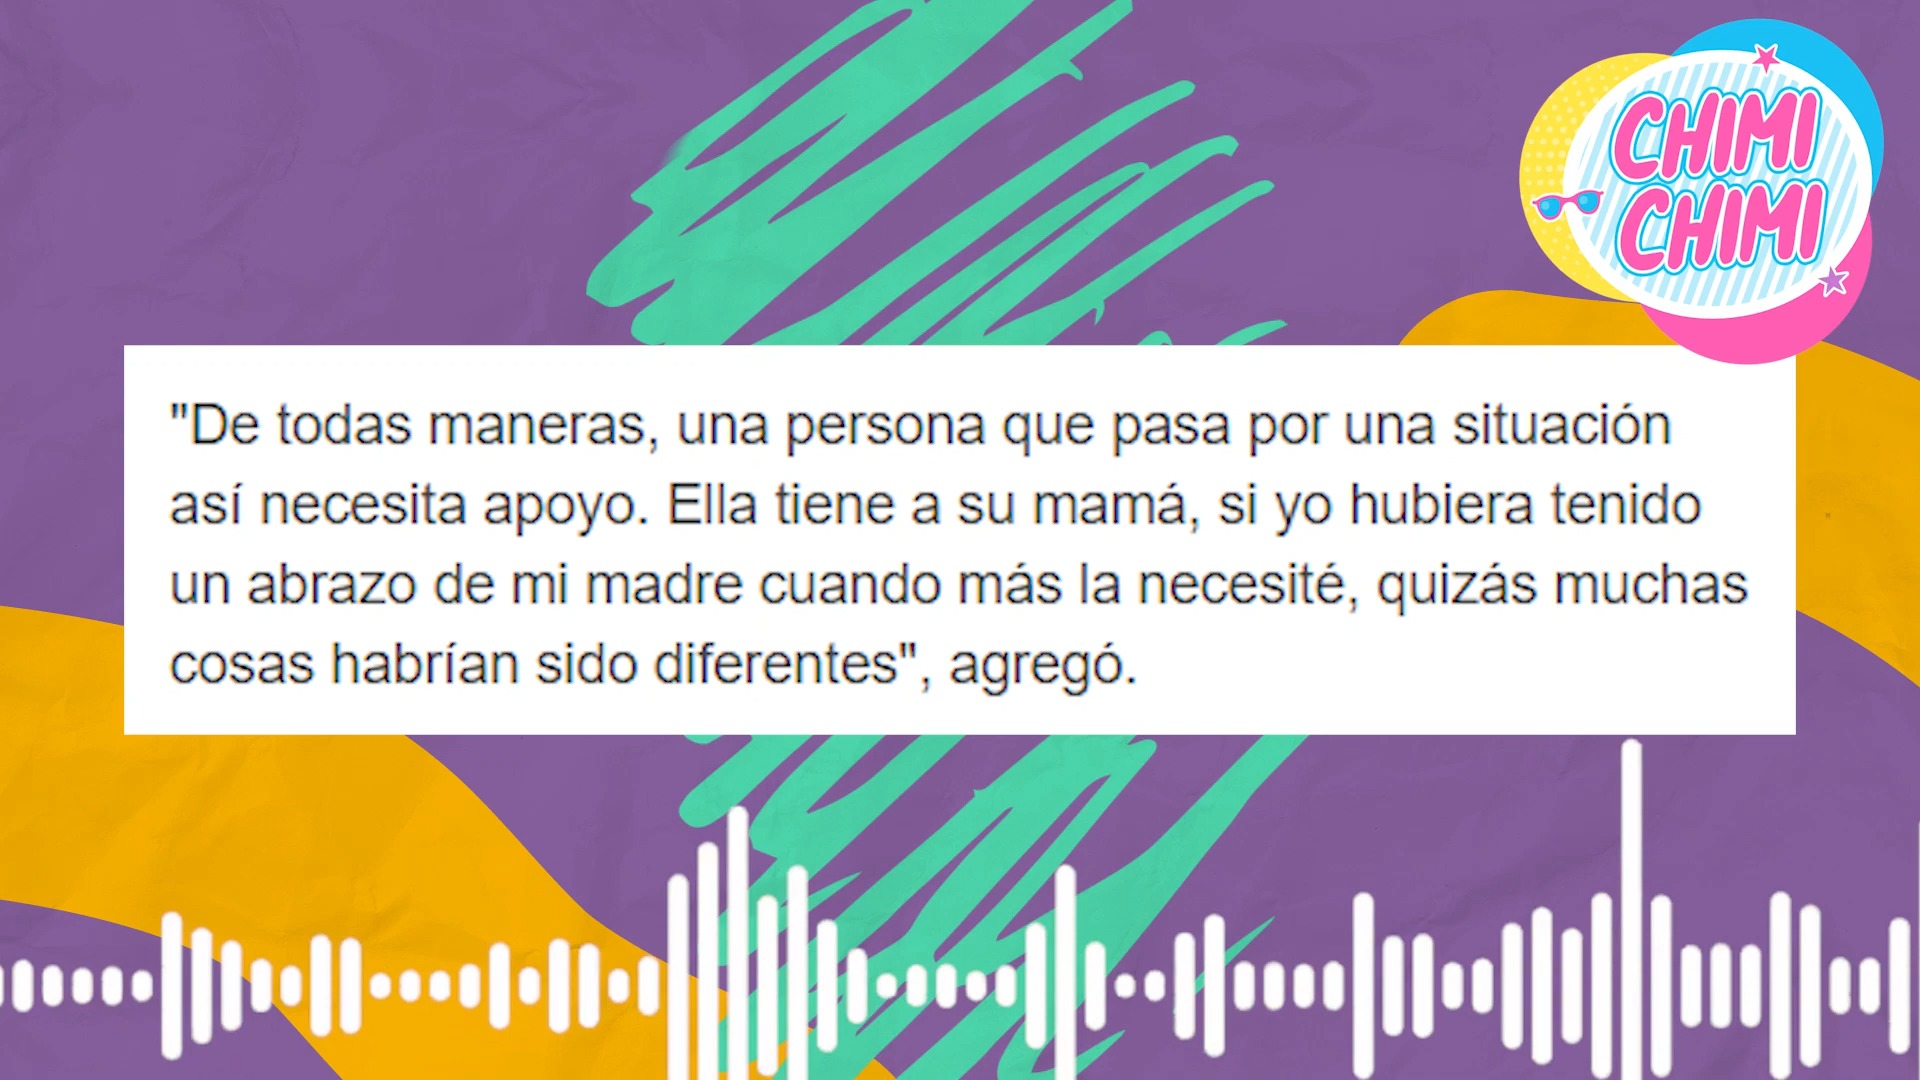 CHIMI
CHIMI
"De todas maneras, una persona que pasa por una situación
así necesita apoyo. Ella tiene a su mamá, si yo hubiera tenido
un abrazo de mi madre cuando más la necesité, quizás muchas
cosas habrían sido diferentes", agregó.